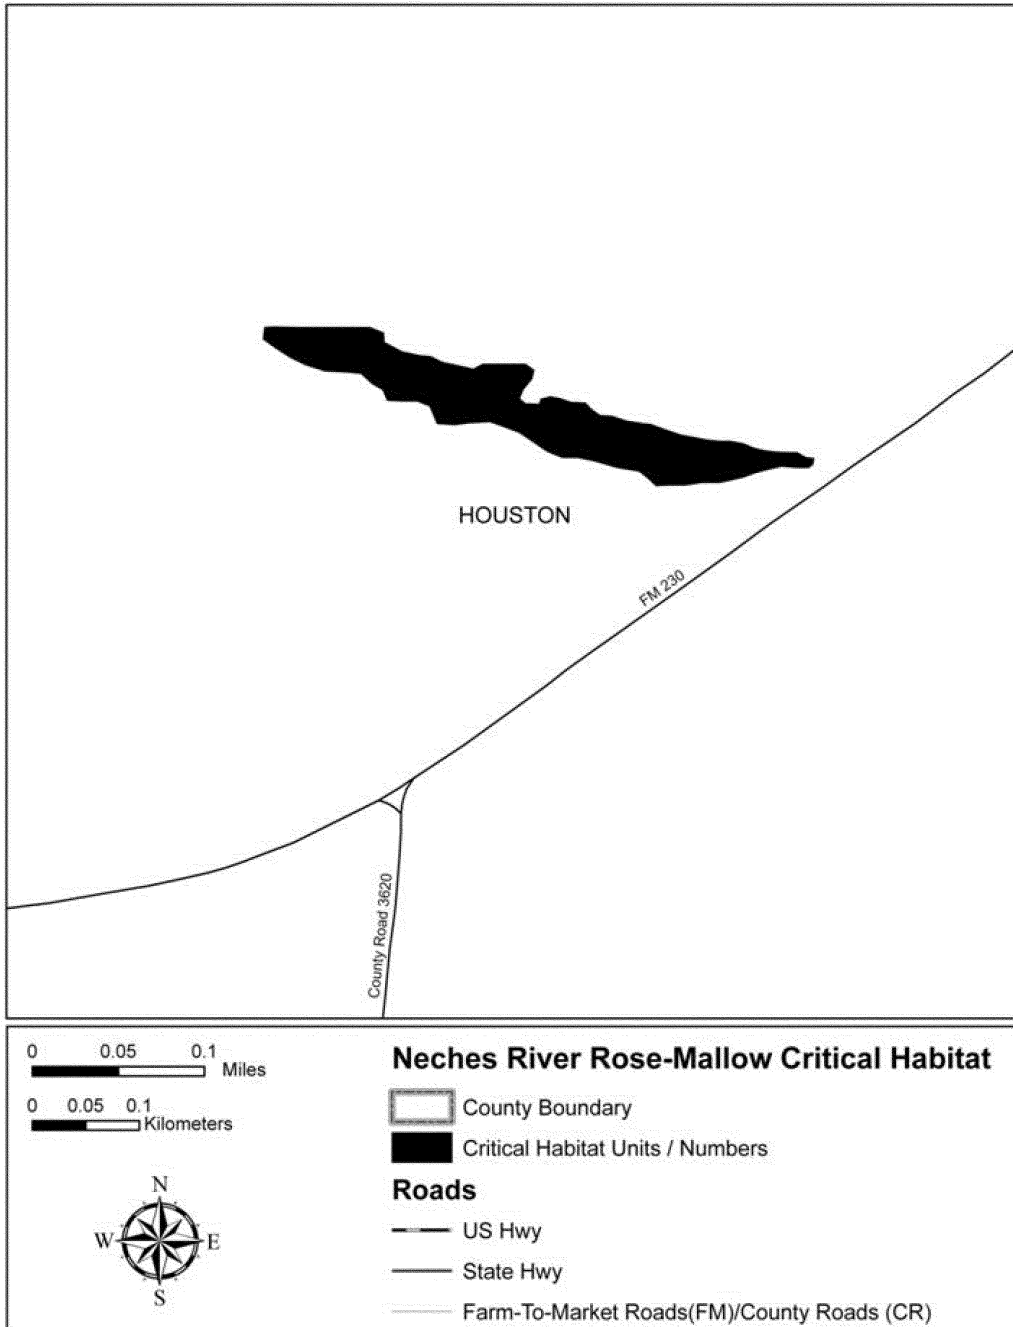 HOUSTON
FM 230
County Road 3620
0 0.05 0.1
Miles
0 0.05 0.1
Kilometers
N
W E
S
Neches River Rose-Mallow Critical Habitat
County Boundary
Critical Habitat Units / Numbers
Roads
US Hwy
State Hwy
Farm-To-Market Roads(FM)/County Roads (CR)